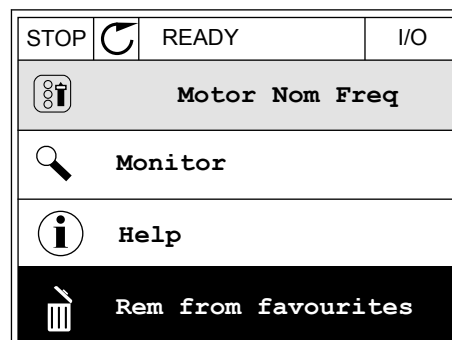 STOP READY I/O
Motor Nom Freq
Monitor
Help
Rem from favourites